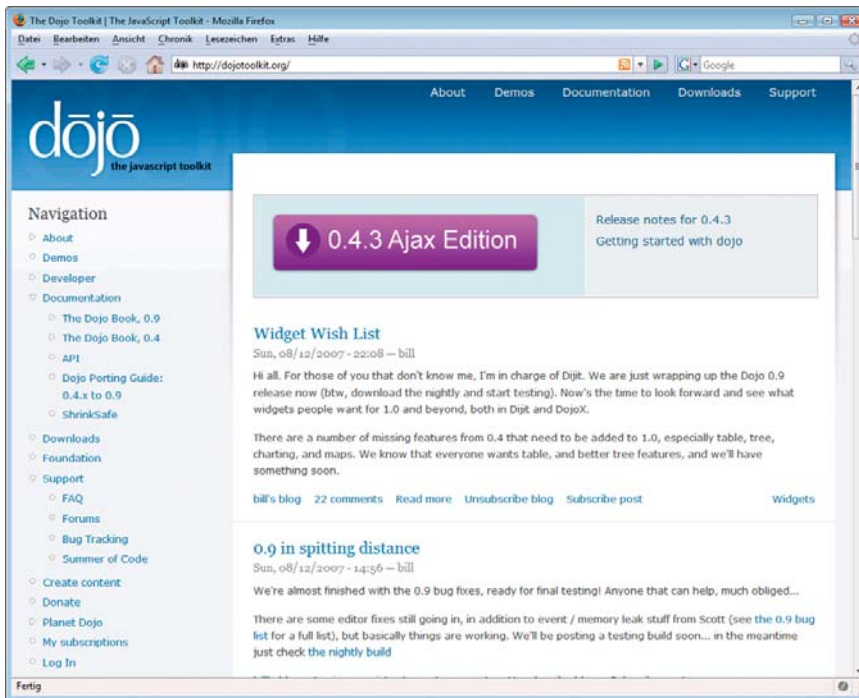 The Dojo Toolkit | The JavaScript Toolkit - Mozilla Firefox
Datei Bearbeiten Ansicht Chronik Lesezeichen Extras Hilfe
http://dojotoolkit.org/
Google
About Demos Documentation Downloads Support
dōjō
the javascript toolkit
Navigation
About
Demos
Developer
Documentation
The Dojo Book, 0.9
The Dojo Book, 0.4
API
Dojo Porting Guide:
0.4.x to 0.9
ShrinkSafe
Downloads
Foundation
Support
FAQ
Forums
Bug Tracking
Summer of Code
Create content
Donate
Planet Dojo
My subscriptions
Log In
0.4.3 Ajax Edition
Release notes for 0.4.3
Getting started with dojo
Widget Wish List
Sun, 08/12/2007 - 22:08 — bill
Hi all. For those of you that don't know me, I'm in charge of Dijit. We are just wrapping up the Dojo 0.9
release now (btw, download the nightly and start testing). Now's the time to look forward and see what
widgets people want for 1.0 and beyond, both in Dijit and DojoX.
There are a number of missing features from 0.4 that need to be added to 1.0, especially table, tree,
charting, and maps. We know that everyone wants table, and better tree features, and we'll have
something soon.
bill's blog 22 comments Read more Unsubscribe blog Subscribe post Widgets
0.9 in spitting distance
Sun, 08/12/2007 - 14:56 — bill
We're almost finished with the 0.9 bug fixes, ready for final testing! Anyone that can help, much obliged...
There are some editor fixes still going in, in addition to event / memory leak stuff from Scott (see the 0.9 bug
list for a full list), but basically things are working. We'll be posting a testing build soon... in the meantime
just check the nightly build
Fertig